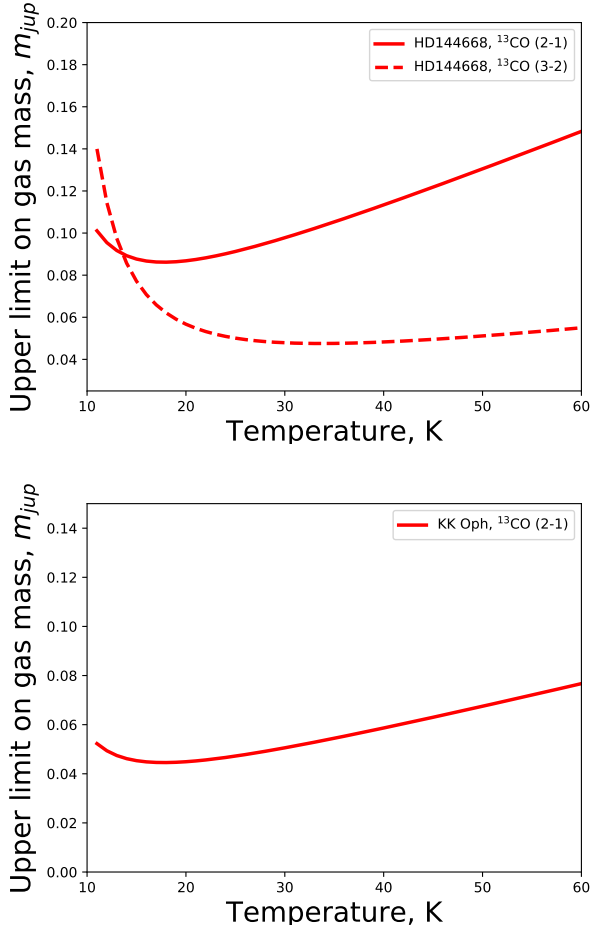 0.20
0.18
0.16
0.14
0.12
0.10
0.08
0.06
0.04
Upper limit on gas mass, m_jup
HD144668, ¹³CO (2-1)
HD144668, ¹³CO (3-2)
10 20 30 40 50 60
Temperature, K
0.14
0.12
0.10
0.08
0.06
0.04
0.02
0.00
Upper limit on gas mass, m_jup
KK Oph, ¹³CO (2-1)
10 20 30 40 50 60
Temperature, K